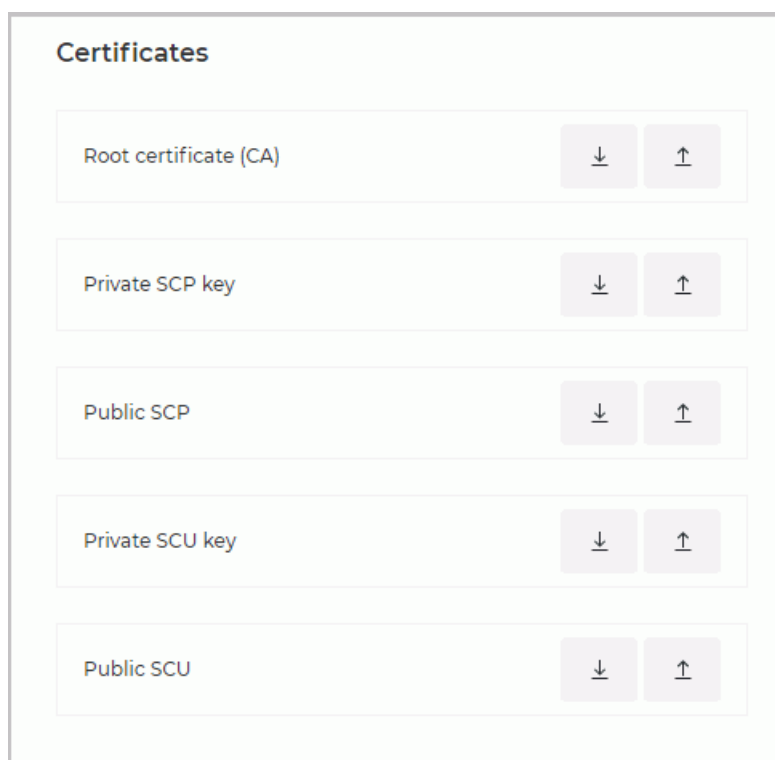 Certificates
Root certificate (CA)
Private SCP key
Public SCP
Private SCU key
Public SCU